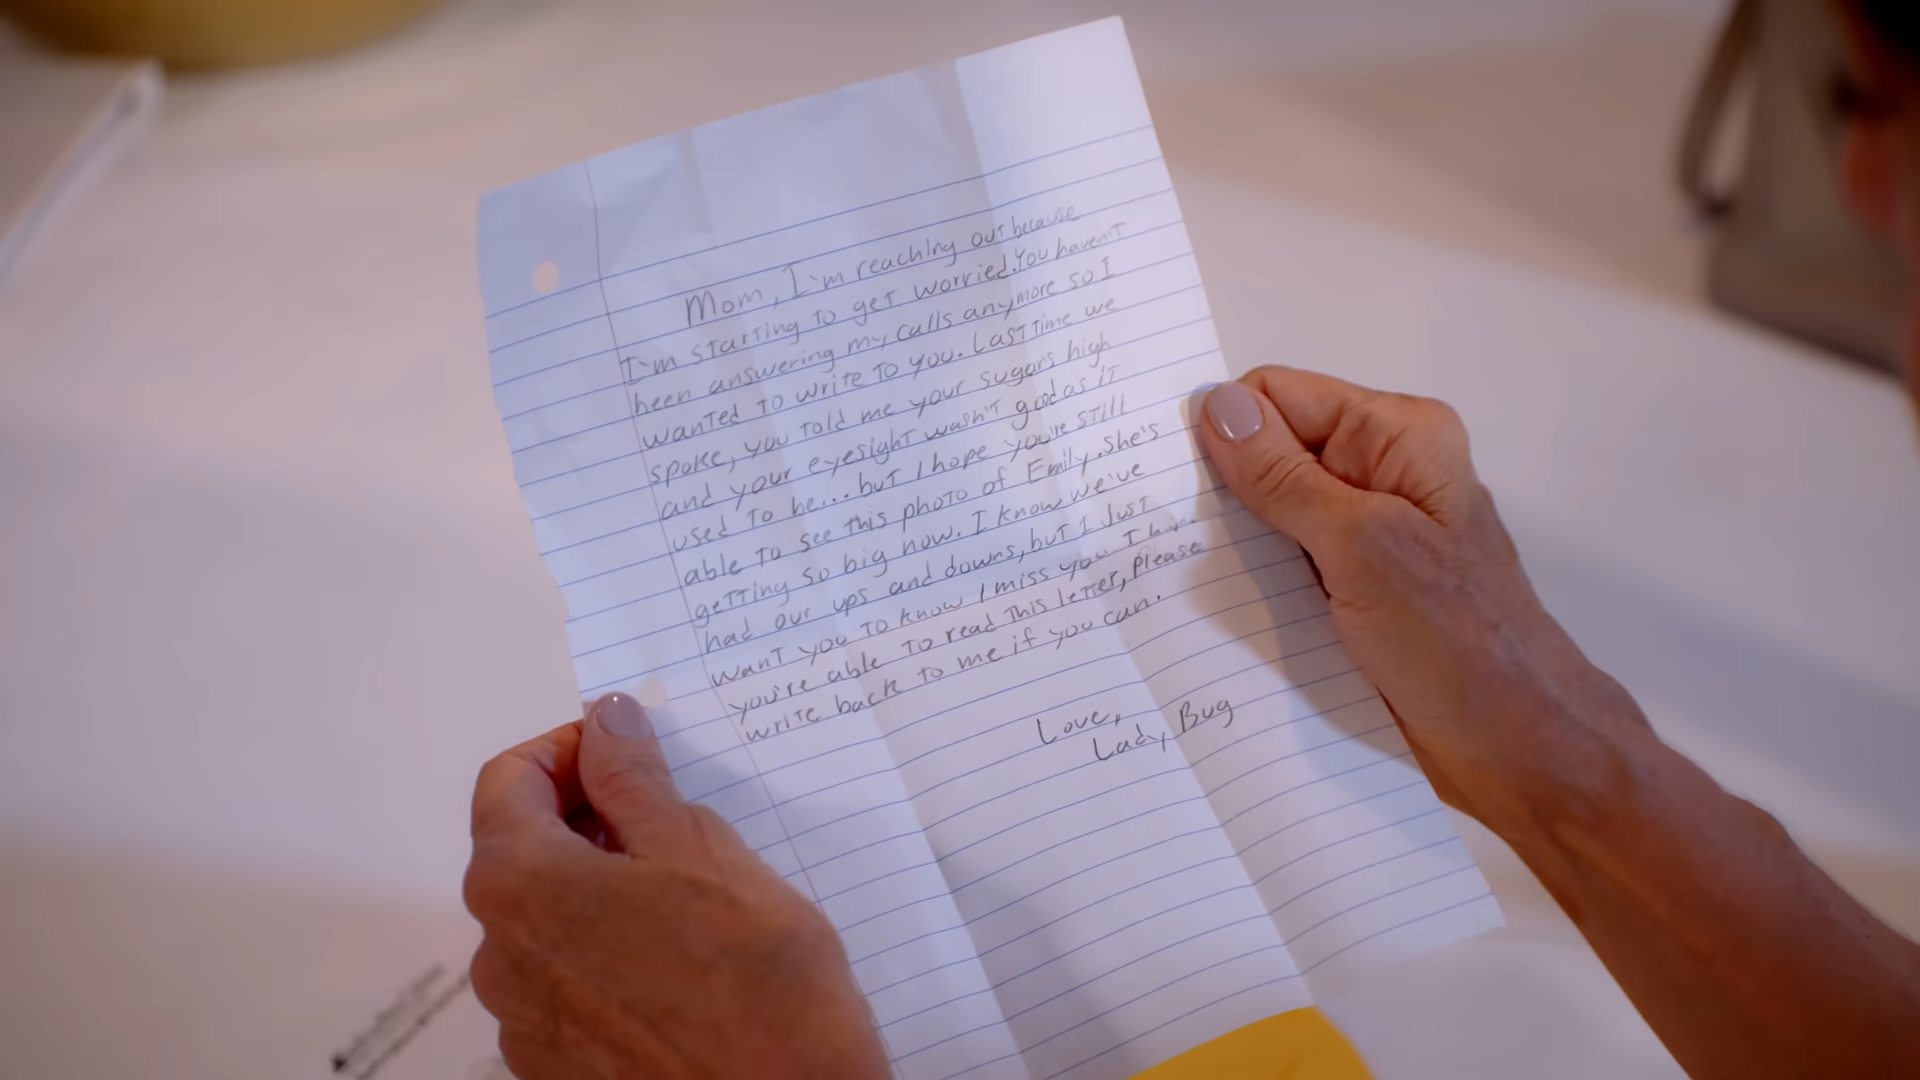 Mom, I'm reaching out because
I'm starting to get worried. You haven't
been answering my calls anymore so I
wanted to write to you. Last time we
spoke, you told me your sugars high
and your eyesight wasn't good as it
used to be... but I hope you're still
able to see this photo of Emily. She's
getting so big now. I know we've
had our ups and downs, but I just
want you to know I miss you I
you're able to read this letter, please
write back to me if you can.
Love,
Lady Bug